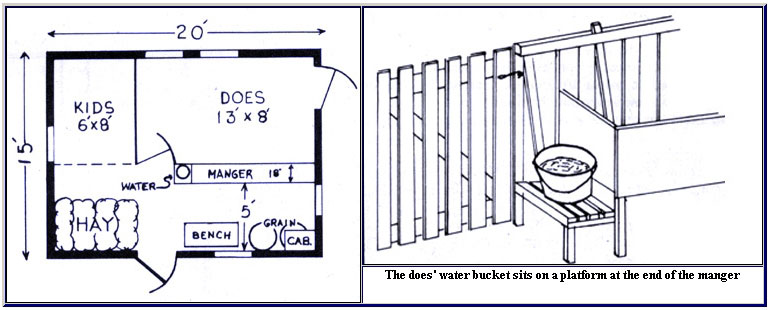 20'
15'
KIDS
6'x8'
DOES
13' x 8'
WATER
MANGER 18"
5'
HAY
BENCH
GRAIN
CAB.
The does' water bucket sits on a platform at the end of the manger